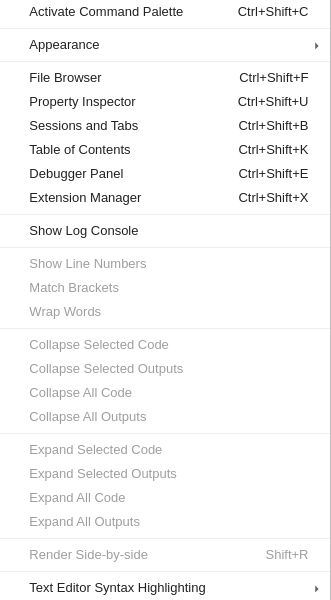 Activate Command Palette Ctrl+Shift+C
Appearance
File Browser Ctrl+Shift+F
Property Inspector Ctrl+Shift+U
Sessions and Tabs Ctrl+Shift+B
Table of Contents Ctrl+Shift+K
Debugger Panel Ctrl+Shift+E
Extension Manager Ctrl+Shift+X
Show Log Console
Show Line Numbers
Match Brackets
Wrap Words
Collapse Selected Code
Collapse Selected Outputs
Collapse All Code
Collapse All Outputs
Expand Selected Code
Expand Selected Outputs
Expand All Code
Expand All Outputs
Render Side-by-side Shift+R
Text Editor Syntax Highlighting